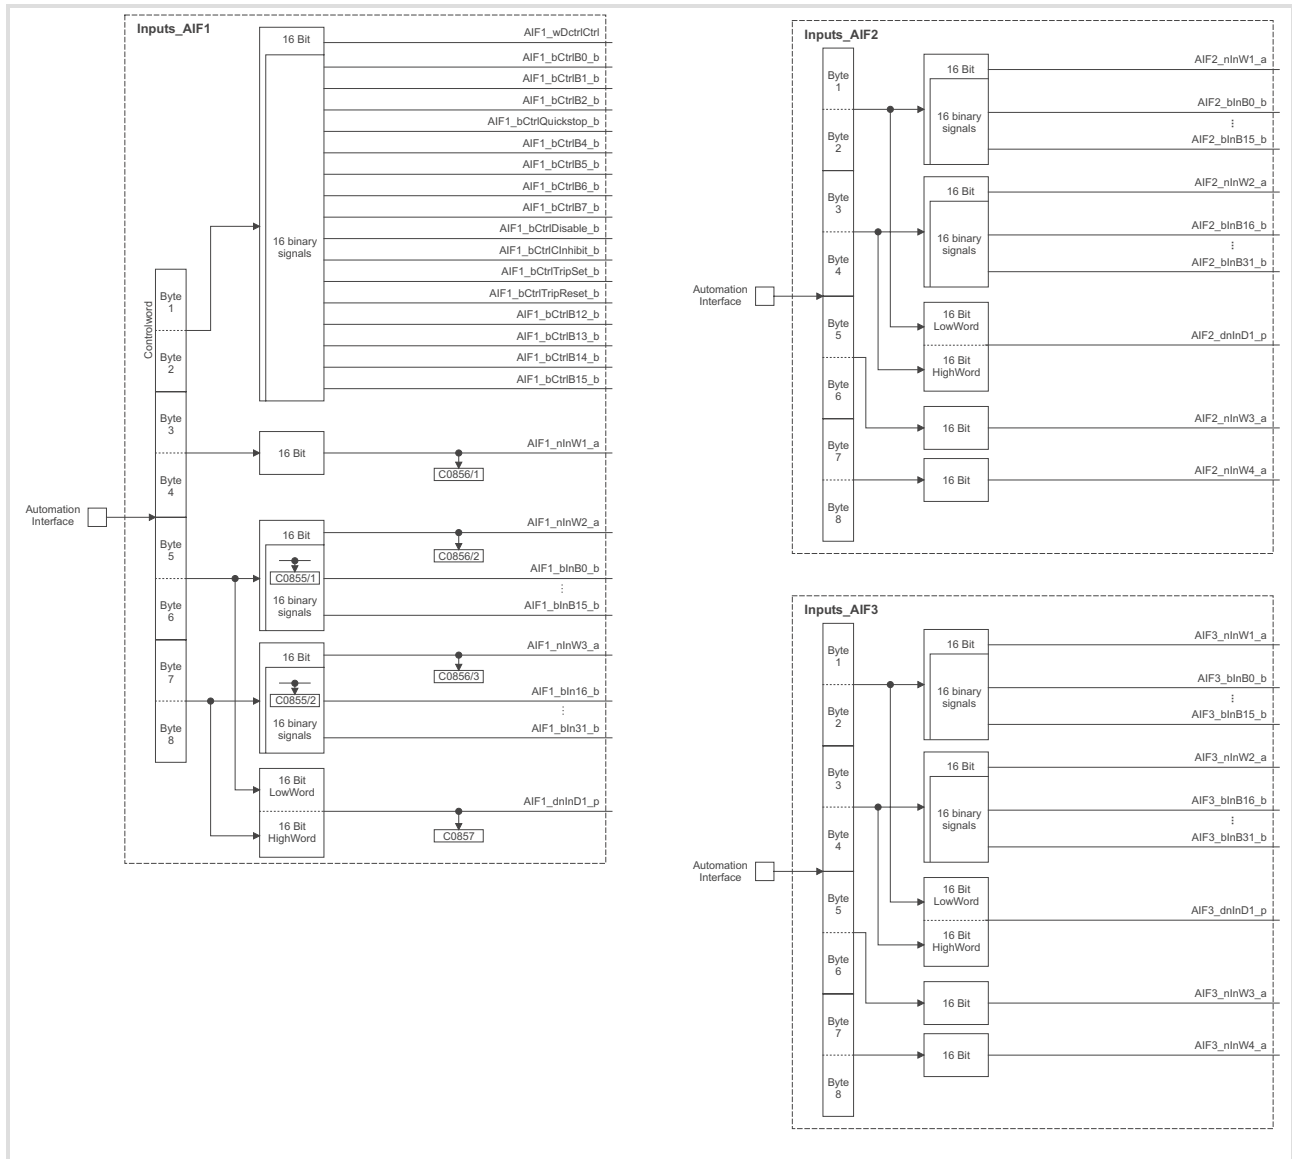 Inputs_AIF1
16 Bit
AIF1_wDctrlCtrl
AIF1_bCtrlB0_b
AIF1_bCtrlB1_b
AIF1_bCtrlB2_b
AIF1_bCtrlQuickstop_b
AIF1_bCtrlB4_b
AIF1_bCtrlB5_b
AIF1_bCtrlB6_b
AIF1_bCtrlB7_b
AIF1_bCtrlDisable_b
AIF1_bCtrlCInhibit_b
AIF1_bCtrlTripSet_b
AIF1_bCtrlTripReset_b
AIF1_bCtrlB12_b
AIF1_bCtrlB13_b
AIF1_bCtrlB14_b
AIF1_bCtrlB15_b
16 binary
signals
Controlword
Byte
1
Byte
2
Byte
3
Byte
4
Byte
5
Byte
6
Byte
7
Byte
8
Automation
Interface
16 Bit
AIF1_nInW1_a
C0856/1
16 Bit
AIF1_nInW2_a
C0856/2
C0855/1
16 binary
signals
AIF1_bInB0_b
...
AIF1_bInB15_b
16 Bit
AIF1_nInW3_a
C0856/3
C0855/2
16 binary
signals
AIF1_bIn16_b
...
AIF1_bIn31_b
16 Bit
LowWord
16 Bit
HighWord
AIF1_dnInD1_p
C0857
Inputs_AIF2
Byte
1
Byte
2
Byte
3
Byte
4
Byte
5
Byte
6
Byte
7
Byte
8
Automation
Interface
16 Bit
16 binary
signals
AIF2_nInW1_a
AIF2_bInB0_b
...
AIF2_bInB15_b
16 Bit
16 binary
signals
AIF2_nInW2_a
AIF2_bInB16_b
...
AIF2_bInB31_b
16 Bit
LowWord
16 Bit
HighWord
AIF2_dnInD1_p
16 Bit
AIF2_nInW3_a
16 Bit
AIF2_nInW4_a
Inputs_AIF3
Byte
1
Byte
2
Byte
3
Byte
4
Byte
5
Byte
6
Byte
7
Byte
8
Automation
Interface
16 Bit
16 binary
signals
AIF3_nInW1_a
AIF3_bInB0_b
...
AIF3_bInB15_b
16 Bit
16 binary
signals
AIF3_nInW2_a
AIF3_bInB16_b
...
AIF3_bInB31_b
16 Bit
LowWord
16 Bit
HighWord
AIF3_dnInD1_p
16 Bit
AIF3_nInW3_a
16 Bit
AIF3_nInW4_a